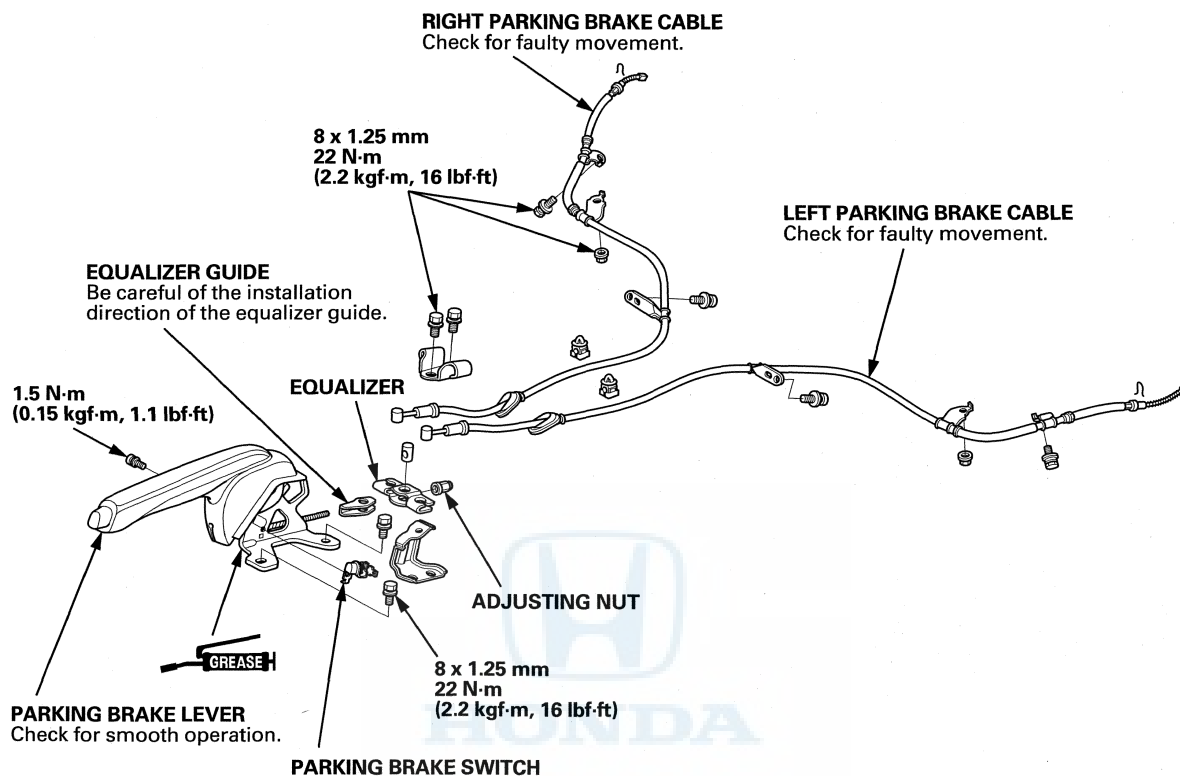 RIGHT PARKING BRAKE CABLE
Check for faulty movement.
8 x 1.25 mm
22 N·m
(2.2 kgf·m, 16 lbf·ft)
LEFT PARKING BRAKE CABLE
Check for faulty movement.
EQUALIZER GUIDE
Be careful of the installation
direction of the equalizer guide.
EQUALIZER
1.5 N·m
(0.15 kgf·m, 1.1 lbf·ft)
ADJUSTING NUT
GREASE
8 x 1.25 mm
22 N·m
(2.2 kgf·m, 16 lbf·ft)
PARKING BRAKE LEVER
Check for smooth operation.
PARKING BRAKE SWITCH
HONDA